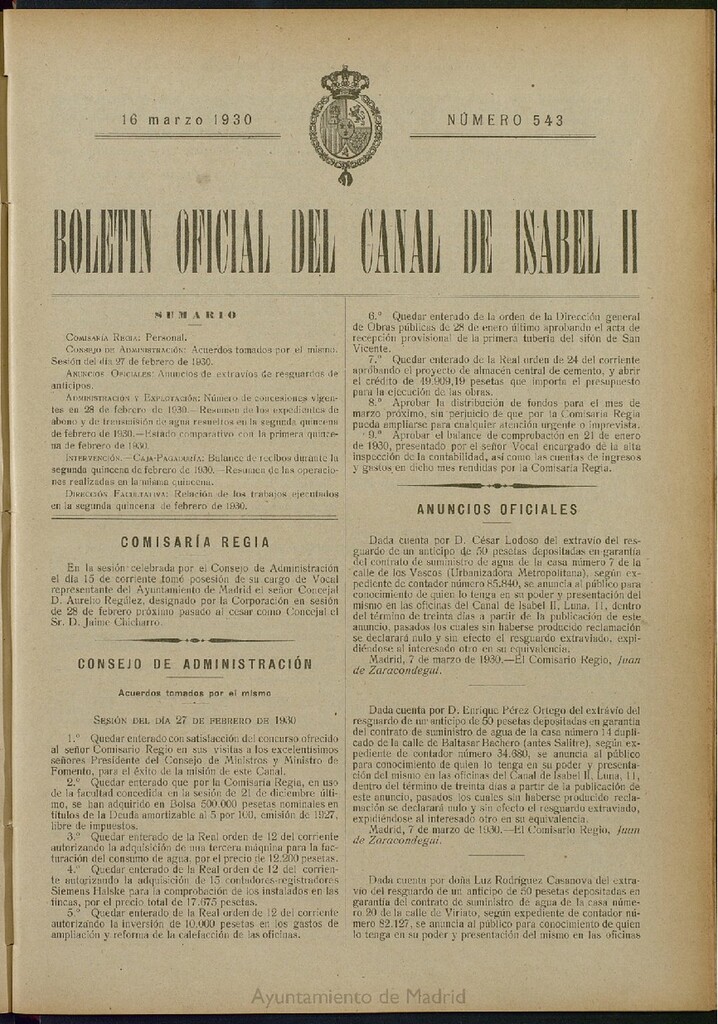 16 marzo 1930
NÚMERO 543
BOLETIN OFICIAL DEL CANAL DE ISABEL II
SUMARIO
COMISARÍA REGIA: Personal.
CONSEJO DE ADMINISTRACIÓN: Acuerdos tomados por el mismo.
Sesión del día 27 de febrero de 1930.
ANUNCIOS OFICIALES: Anuncios de extravíos de resguardos de
anticipos.
ADMINISTRACIÓN Y EXPLOTACIÓN: Número de concesiones vigen-
tes en 28 de febrero de 1930.—Resumen de los expedientes de
abono y de transmisión de agua resueltos en la segunda quincena
de febrero de 1930.—Estado comparativo con la primera quince-
na de febrero de 1930.
INTERVENCIÓN.—CAJA-PAGADURÍA: Balance de recibos durante la
segunda quincena de febrero de 1930.—Resumen de las operacio-
nes realizadas en la misma quincena.
DIRECCIÓN FACULTATIVA: Relación de los trabajos ejecutados
en la segunda quincena de febrero de 1930.
COMISARÍA REGIA
En la sesión celebrada por el Consejo de Administración
el día 15 de corriente tomó posesión de su cargo de Vocal
representante del Ayuntamiento de Madrid el señor Concejal
D. Aurelio Regúlez, designado por la Corporación en sesión
de 28 de febrero próximo pasado al cesar como Concejal el
Sr. D. Jaime Chicharro.
CONSEJO DE ADMINISTRACIÓN
Acuerdos tomados por el mismo
SESIÓN DEL DÍA 27 DE FEBRERO DE 1930
1.º Quedar enterado con satisfacción del concurso ofrecido
al señor Comisario Regio en sus visitas a los excelentísimos
señores Presidente del Consejo de Ministros y Ministro de
Fomento, para el éxito de la misión de este Canal.
2.º Quedar enterado que por la Comisaría Regia, en uso
de la facultad concedida en la sesión de 21 de diciembre últi-
mo, se han adquirido en Bolsa 500.000 pesetas nominales en
títulos de la Deuda amortizable al 5 por 100, emisión de 1927,
libre de impuestos.
3.º Quedar enterado de la Real orden de 12 del corriente
autorizando la adquisición de una tercera máquina para la fac-
turación del consumo de agua, por el precio de 12.200 pesetas.
4.º Quedar enterado de la Real orden de 12 del corrien-
te autorizando la adquisición de 15 contadores-registradores
Siemens Halske para la comprobación de los instalados en las
fincas, por el precio total de 17.675 pesetas.
5.º Quedar enterado de la Real orden de 12 del corriente
autorizando la inversión de 10.000 pesetas en los gastos de
ampliación y reforma de la calefacción de las oficinas.
6.º Quedar enterado de la orden de la Dirección general
de Obras públicas de 28 de enero último aprobando el acta de
recepción provisional de la primera tubería del sifón de San
Vicente.
7.º Quedar enterado de la Real orden de 24 del corriente
aprobando el proyecto de almacén central de cemento, y abrir
el crédito de 49.909,19 pesetas que importa el presupuesto
para la ejecución de las obras.
8.º Aprobar la distribución de fondos para el mes de
marzo próximo, sin perjuicio de que por la Comisaría Regia
pueda ampliarse para cualquier atención urgente o imprevista.
9.º Aprobar el balance de comprobación en 21 de enero
de 1930, presentado por el señor Vocal encargado de la alta
inspección de la contabilidad, así como las cuentas de ingresos
y gastos en dicho mes rendidas por la Comisaría Regia.
ANUNCIOS OFICIALES
Dada cuenta por D. César Lodoso del extravío del res-
guardo de un anticipo de 50 pesetas depositadas en garantía
del contrato de suministro de agua de la casa número 7 de la
calle de los Vascos (Urbanizadora Metropolitana), según ex-
pediente de contador número 85.840, se anuncia al público para
conocimiento de quien lo tenga en su poder y presentación del
mismo en las oficinas del Canal de Isabel II, Luna, 11, dentro
del término de treinta días a partir de la publicación de este
anuncio, pasados los cuales sin haberse producido reclamación
se declarará nulo y sin efecto el resguardo extraviado, expi-
diéndose al interesado otro en su equivalencia.
Madrid, 7 de marzo de 1930.—El Comisario Regio, Juan
de Zaracondegui.
Dada cuenta por D. Enrique Pérez Ortego del extravío del
resguardo de un anticipo de 50 pesetas depositadas en garantía
del contrato de suministro de agua de la casa número 14 dupli-
cado de la calle de Baltasar Bachero (antes Salitre), según ex-
pediente de contador número 34.680, se anuncia al público
para conocimiento de quien lo tenga en su poder y presenta-
ción del mismo en las oficinas del Canal de Isabel II, Luna, 11,
dentro del término de treinta días a partir de la publicación de
este anuncio, pasados los cuales sin haberse producido recla-
mación se declarará nulo y sin efecto el resguardo extraviado,
expidiéndose al interesado otro en su equivalencia.
Madrid, 7 de marzo de 1930.—El Comisario Regio, Juan
de Zaracondegui.
Dada cuenta por doña Luz Rodríguez Casanova del extra-
vío del resguardo de un anticipo de 50 pesetas depositadas en
garantía del contrato de suministro de agua de la casa núme-
ro 20 de la calle de Viriato, según expediente de contador nú-
mero 82.127, se anuncia al público para conocimiento de quien
lo tenga en su poder y presentación del mismo en las oficinas
Ayuntamiento de Madrid